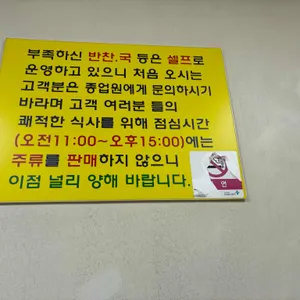 부족하신 반찬,국 등은 셀프로
운영하고 있으니 처음 오시는
고객분은 종업원에게 문의하시기
바라며 고객 여러분 들의
쾌적한 식사를 위해 점심시간
(오전11:00~오후15:00)에는
주류를 판매하지 않으니
이점 널리 양해 바랍니다.